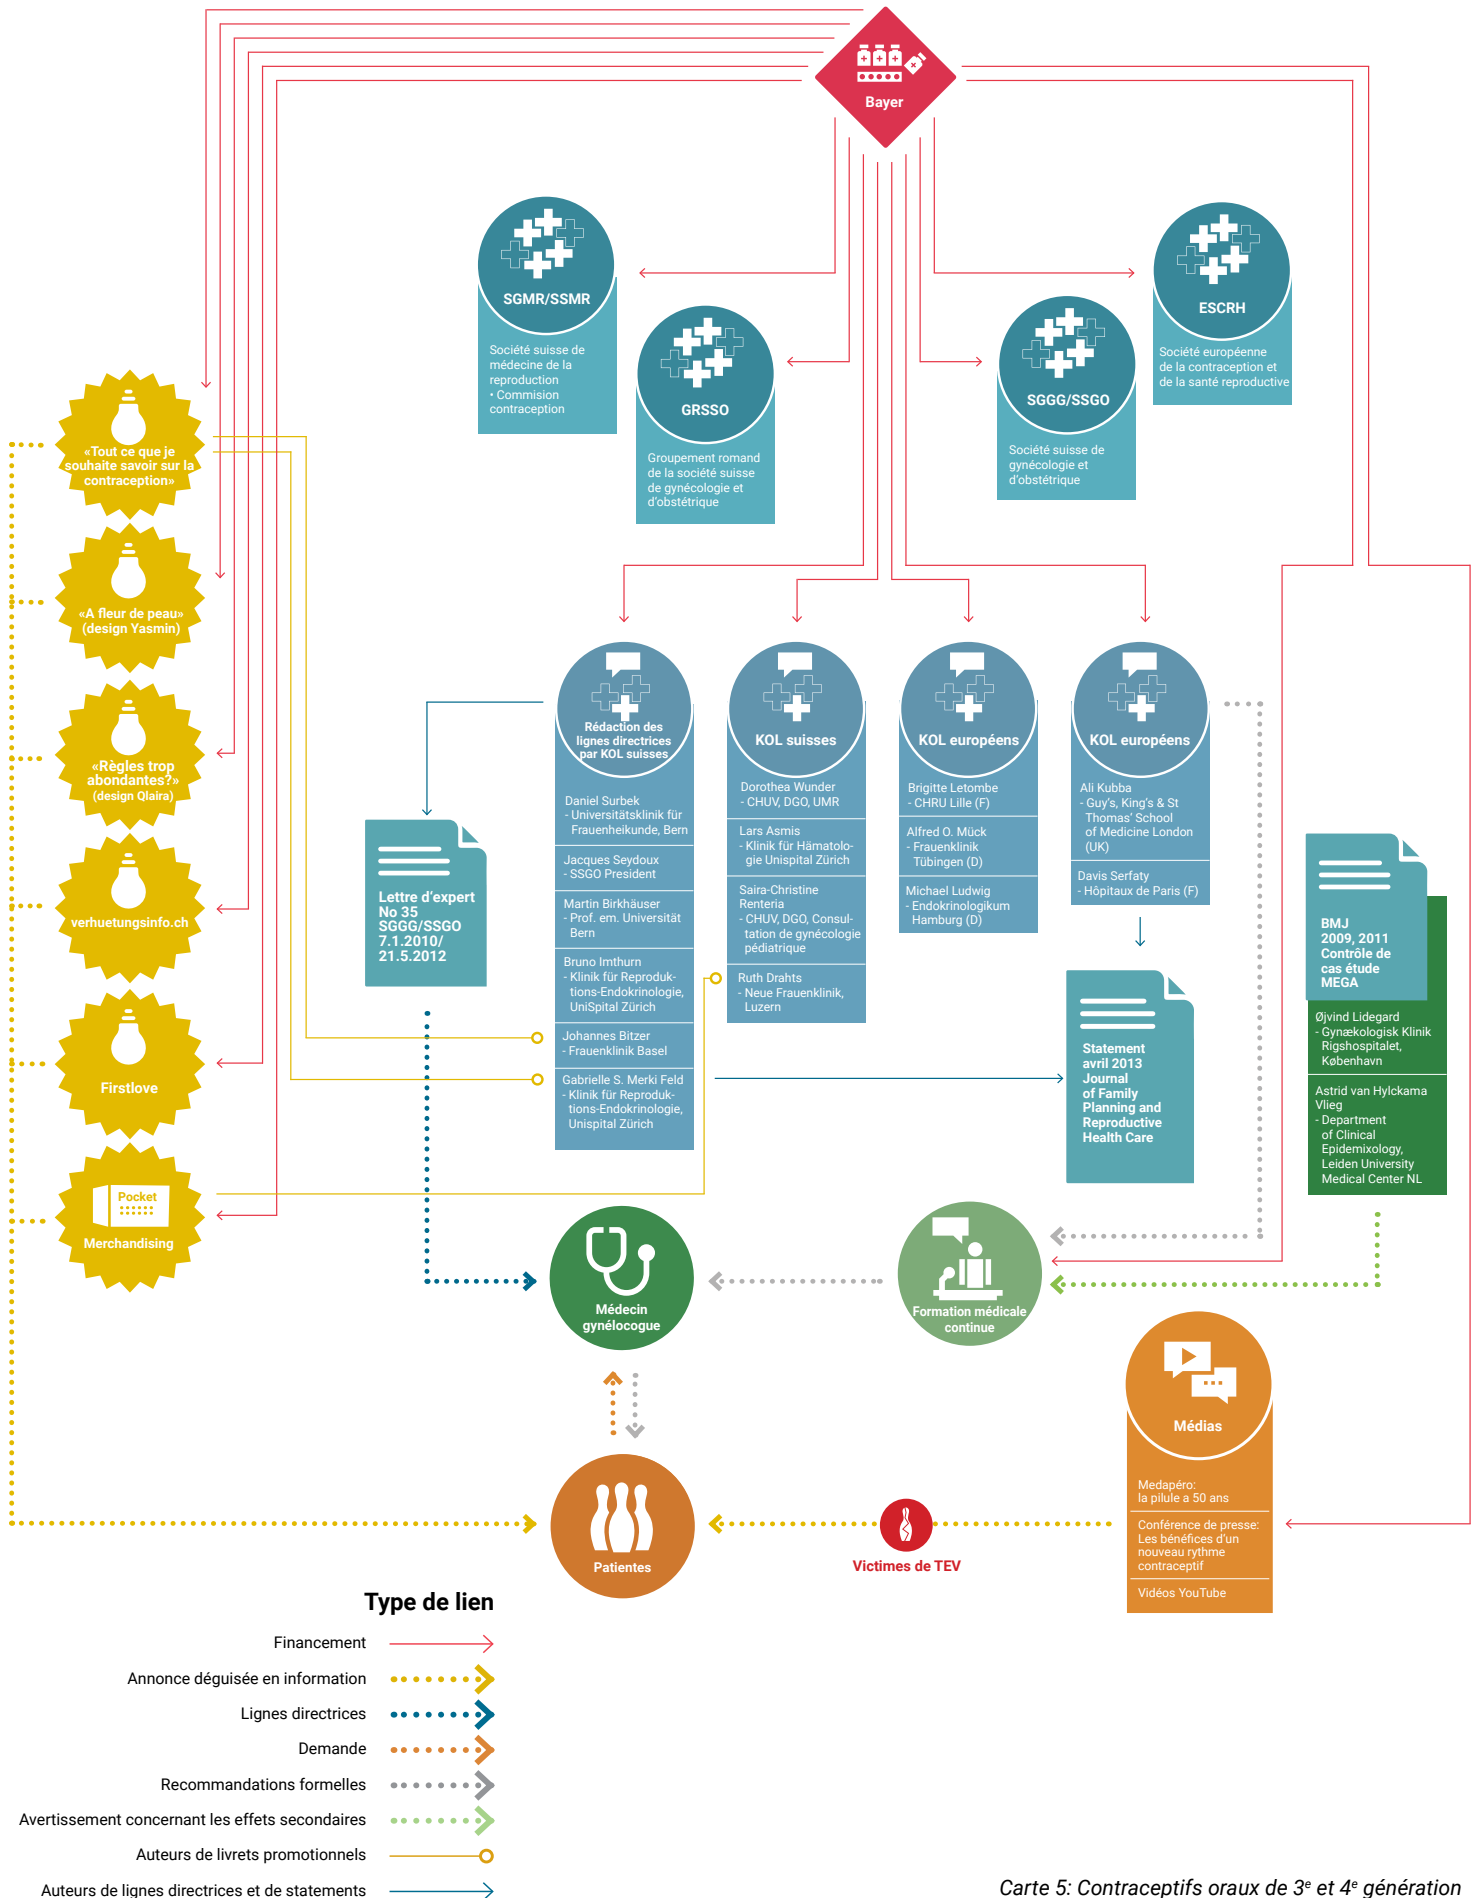 Bayer
SGMR/SSMR
Société suisse de
médecine de la
reproduction
• Commision
contraception
GRSSO
Groupement romand
de la société suisse
de gynécologie et
d'obstétrique
SGGG/SSGO
Société suisse de
gynécologie et
d'obstétrique
ESCRH
Société européenne
de la contraception et
de la santé reproductive
«Tout ce que je
souhaite savoir sur la
contraception»
«A fleur de peau»
(design Yasmin)
«Règles trop
abondantes?»
(design Qlaira)
verhuetungsinfo.ch
Firstlove
Pocket
Merchandising
Rédaction des
lignes directrices
par KOL suisses
Daniel Surbek
- Universitätsklinik für
Frauenheikunde, Bern
Jacques Seydoux
- SSGO President
Martin Birkhäuser
- Prof. em. Universität
Bern
Bruno Imthurn
- Klinik für Reproduk-
tions-Endokrinologie,
UniSpital Zürich
Johannes Bitzer
- Frauenklinik Basel
Gabrielle S. Merki Feld
- Klinik für Reproduk-
tions-Endokrinologie,
Unispital Zürich
KOL suisses
Dorothea Wunder
- CHUV, DGO, UMR
Lars Asmis
- Klinik für Hämatolo-
gie Unispital Zürich
Saira-Christine
Renteria
- CHUV, DGO, Consul-
tation de gynécologie
pédiatrique
Ruth Drahts
- Neue Frauenklinik,
Luzern
KOL européens
Brigitte Letombe
- CHRU Lille (F)
Alfred O. Mück
- Frauenklinik
Tübingen (D)
Michael Ludwig
- Endokrinologikum
Hamburg (D)
KOL européens
Ali Kubba
- Guy's, King's & St
Thomas' School
of Medicine London
(UK)
Davis Serfaty
- Hôpitaux de Paris (F)
Lettre d'expert
No 35
SGGG/SSGO
7.1.2010/
21.5.2012
Statement
avril 2013
Journal
of Family
Planning and
Reproductive
Health Care
BMJ
2009, 2011
Contrôle de
cas étude
MEGA
Øjvind Lidegard
- Gynækologisk Klinik
Rigshospitalet,
København
Astrid van Hylckama
Vlieg
- Department
of Clinical
Epidemixology,
Leiden University
Medical Center NL
Médecin
gynélocogue
Formation médicale
continue
Médias
Medapéro:
la pilule a 50 ans
Conférence de presse:
Les bénéfices d'un
nouveau rythme
contraceptif
Vidéos YouTube
Patientes
Victimes de TEV
Type de lien
Financement
Annonce déguisée en information
Lignes directrices
Demande
Recommandations formelles
Avertissement concernant les effets secondaires
Auteurs de livrets promotionnels
Auteurs de lignes directrices et de statements
Carte 5: Contraceptifs oraux de 3e et 4e génération